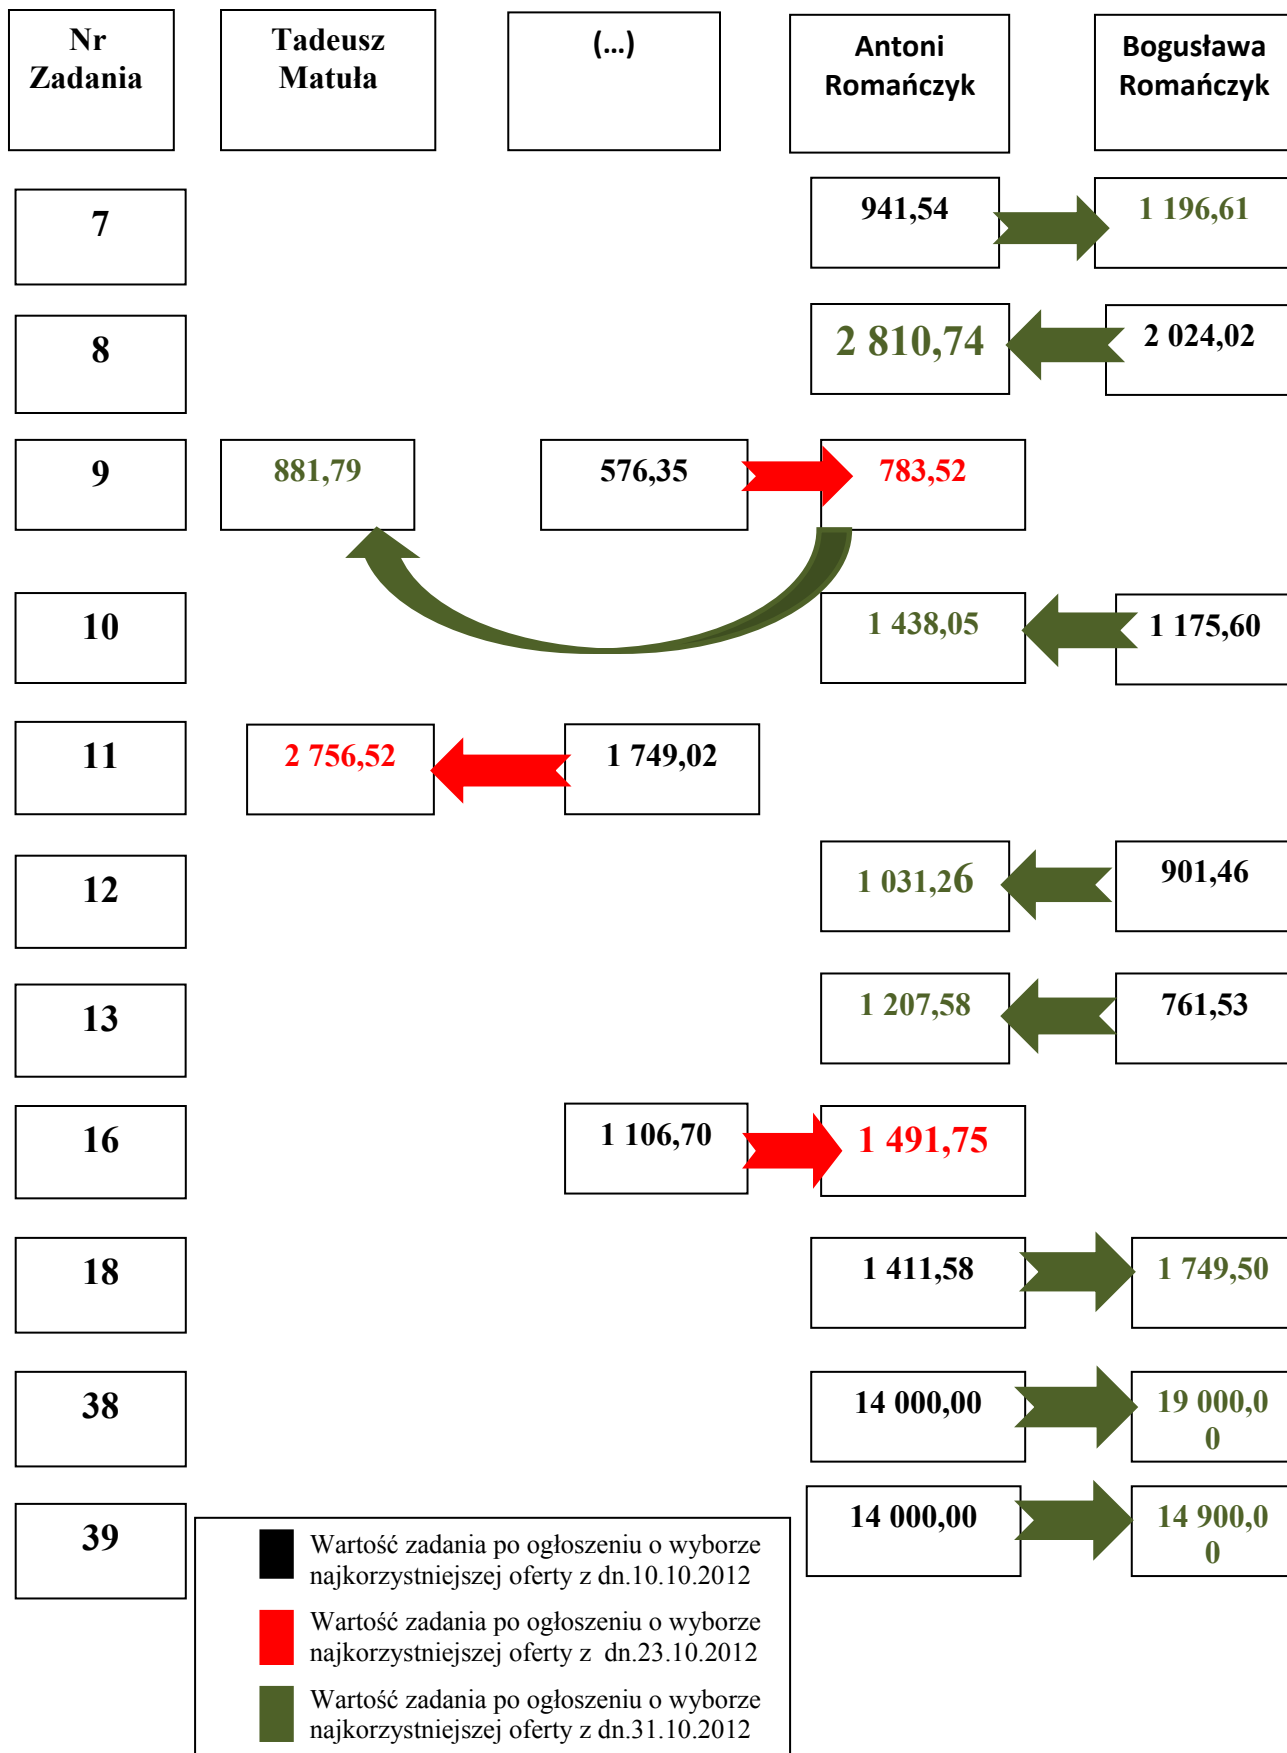 Nr
Zadania
Tadeusz
Matuła
(…)
Antoni
Romańczyk
Bogusława
Romańczyk
7
941,54
1 196,61
8
2 810,74
2 024,02
9
881,79
576,35
783,52
10
1 438,05
1 175,60
11
2 756,52
1 749,02
12
1 031,26
901,46
13
1 207,58
761,53
16
1 106,70
1 491,75
18
1 411,58
1 749,50
38
14 000,00
19 000,0
0
39
14 000,00
14 900,0
0
Wartość zadania po ogłoszeniu o wyborze
najkorzystniejszej oferty z dn.10.10.2012
Wartość zadania po ogłoszeniu o wyborze
najkorzystniejszej oferty z dn.23.10.2012
Wartość zadania po ogłoszeniu o wyborze
najkorzystniejszej oferty z dn.31.10.2012